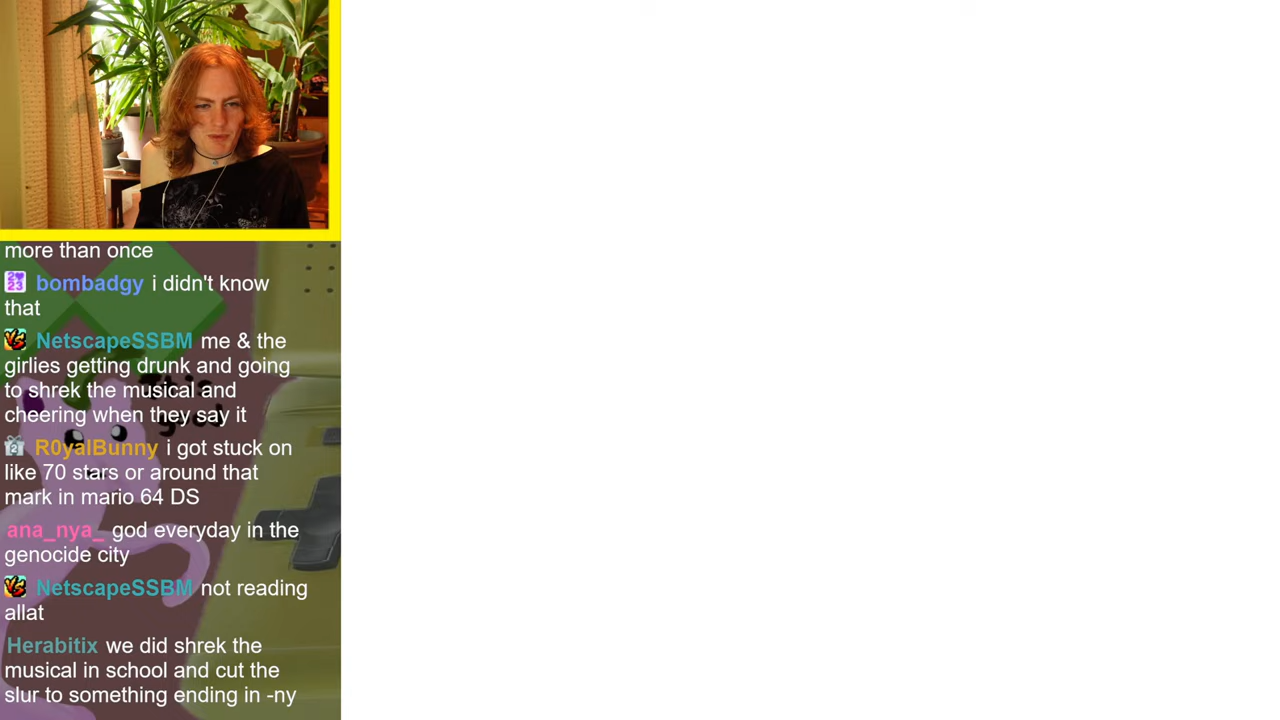 more than once
bombadgy i didn't know
that
NetscapeSSBM me & the
girlies getting drunk and going
to shrek the musical and
cheering when they say it
R0yalBunny i got stuck on
like 70 stars or around that
mark in mario 64 DS
ana_nya_ god everyday in the
genocide city
NetscapeSSBM not reading
allat
Herabitix we did shrek the
musical in school and cut the
slur to something ending in -ny